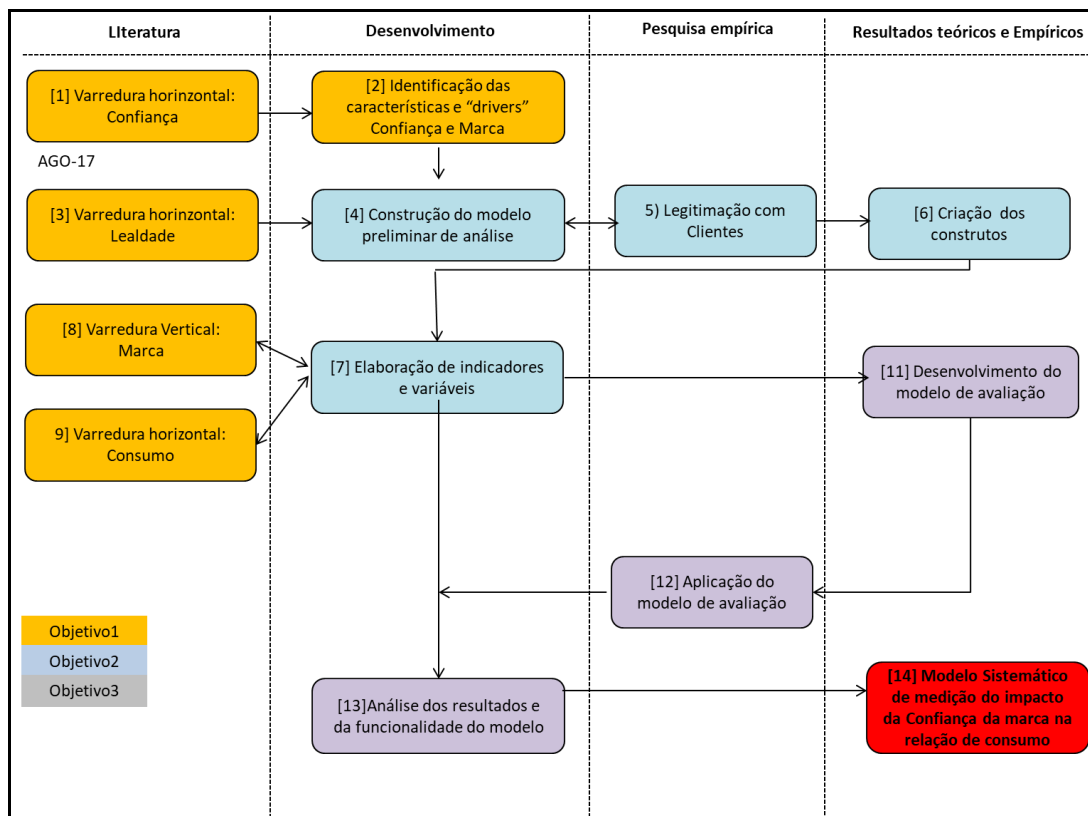 LIteratura
Desenvolvimento
Pesquisa empírica
Resultados teóricos e Empíricos
[1] Varredura horinzontal:
Confiança
[2] Identificação das
características e “drivers”
Confiança e Marca
AGO-17
[3] Varredura horinzontal:
Lealdade
[4] Construção do modelo
preliminar de análise
5) Legitimação com
Clientes
[6] Criação dos
construtos
[8] Varredura Vertical:
Marca
[7] Elaboração de indicadores
e variáveis
[11] Desenvolvimento do
modelo de avaliação
9] Varredura horizontal:
Consumo
[12] Aplicação do
modelo de avaliação
Objetivo1
Objetivo2
Objetivo3
[13]Análise dos resultados e
da funcionalidade do modelo
[14] Modelo Sistemático
de medição do impacto
da Confiança da marca na
relação de consumo